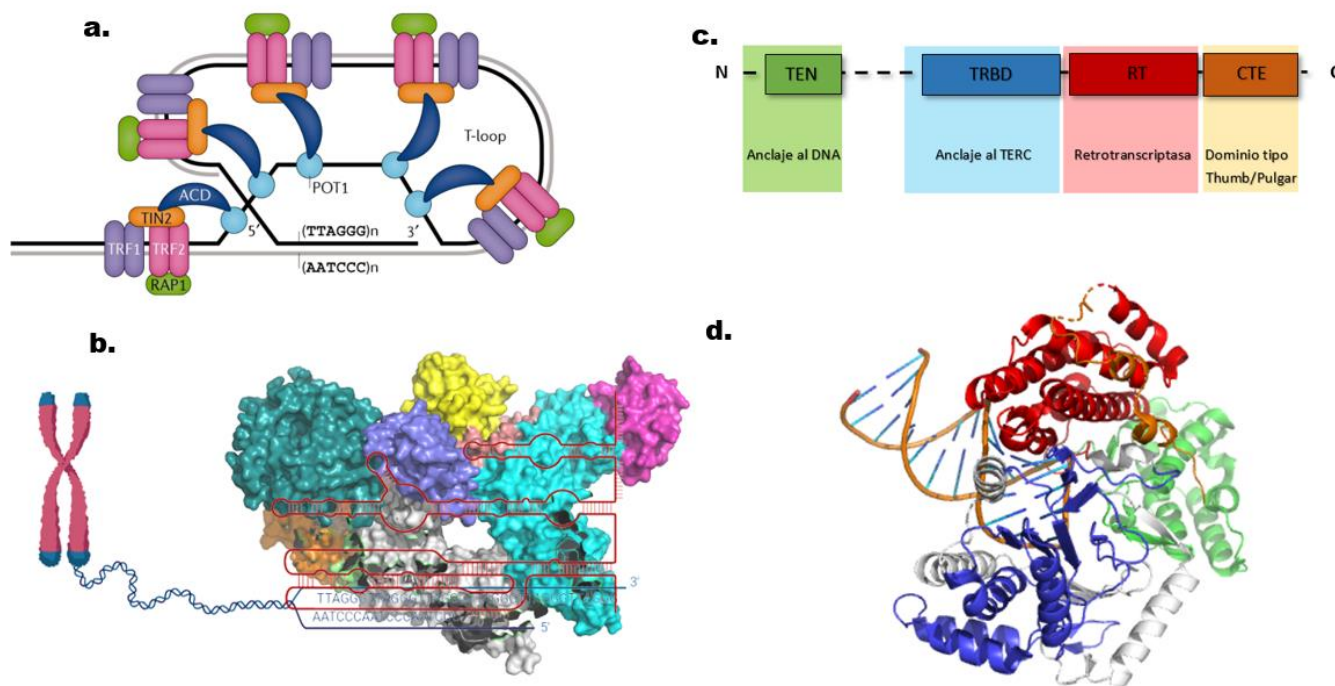 a.
T-loop
POT1
ACD
TIN2
5'
(TTAGGG)n
3'
TRF1
TRF2
(AATCCC)n
RAP1
b.
3'
5'
c.
N
TEN
TRBD
RT
CTE
Anclaje al DNA
Anclaje al TERC
Retrotranscriptasa
Dominio tipo
Thumb/Pulgar
d.